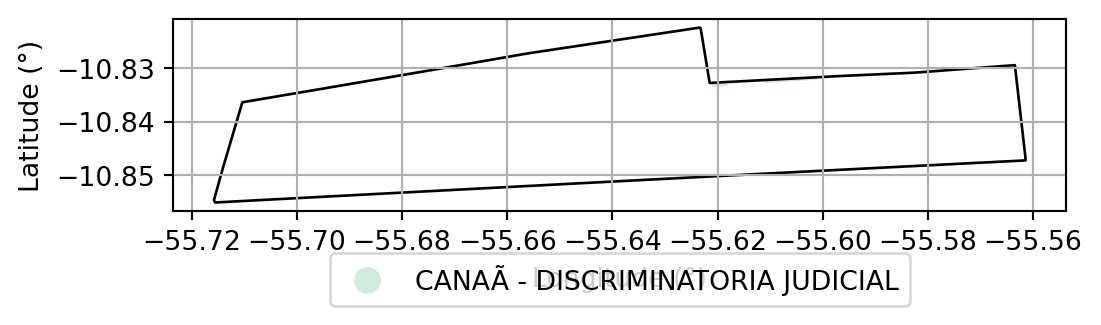 Latitude (°)
−10.83
−10.84
−10.85
−55.72 −55.70 −55.68 −55.66 −55.64 −55.62 −55.60 −55.58 −55.56
Longitude (°)
CANAÃ - DISCRIMINATORIA JUDICIAL